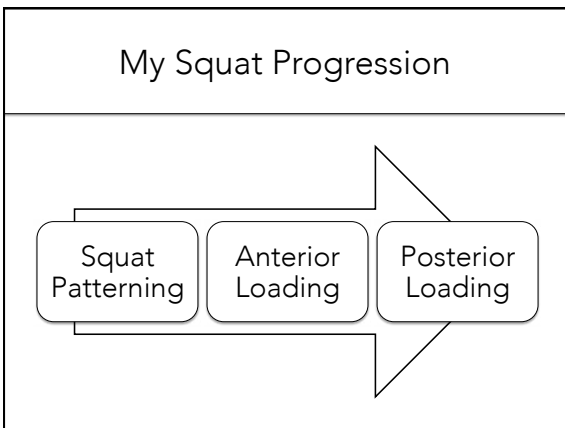 My Squat Progression
Squat
Patterning
Anterior
Loading
Posterior
Loading